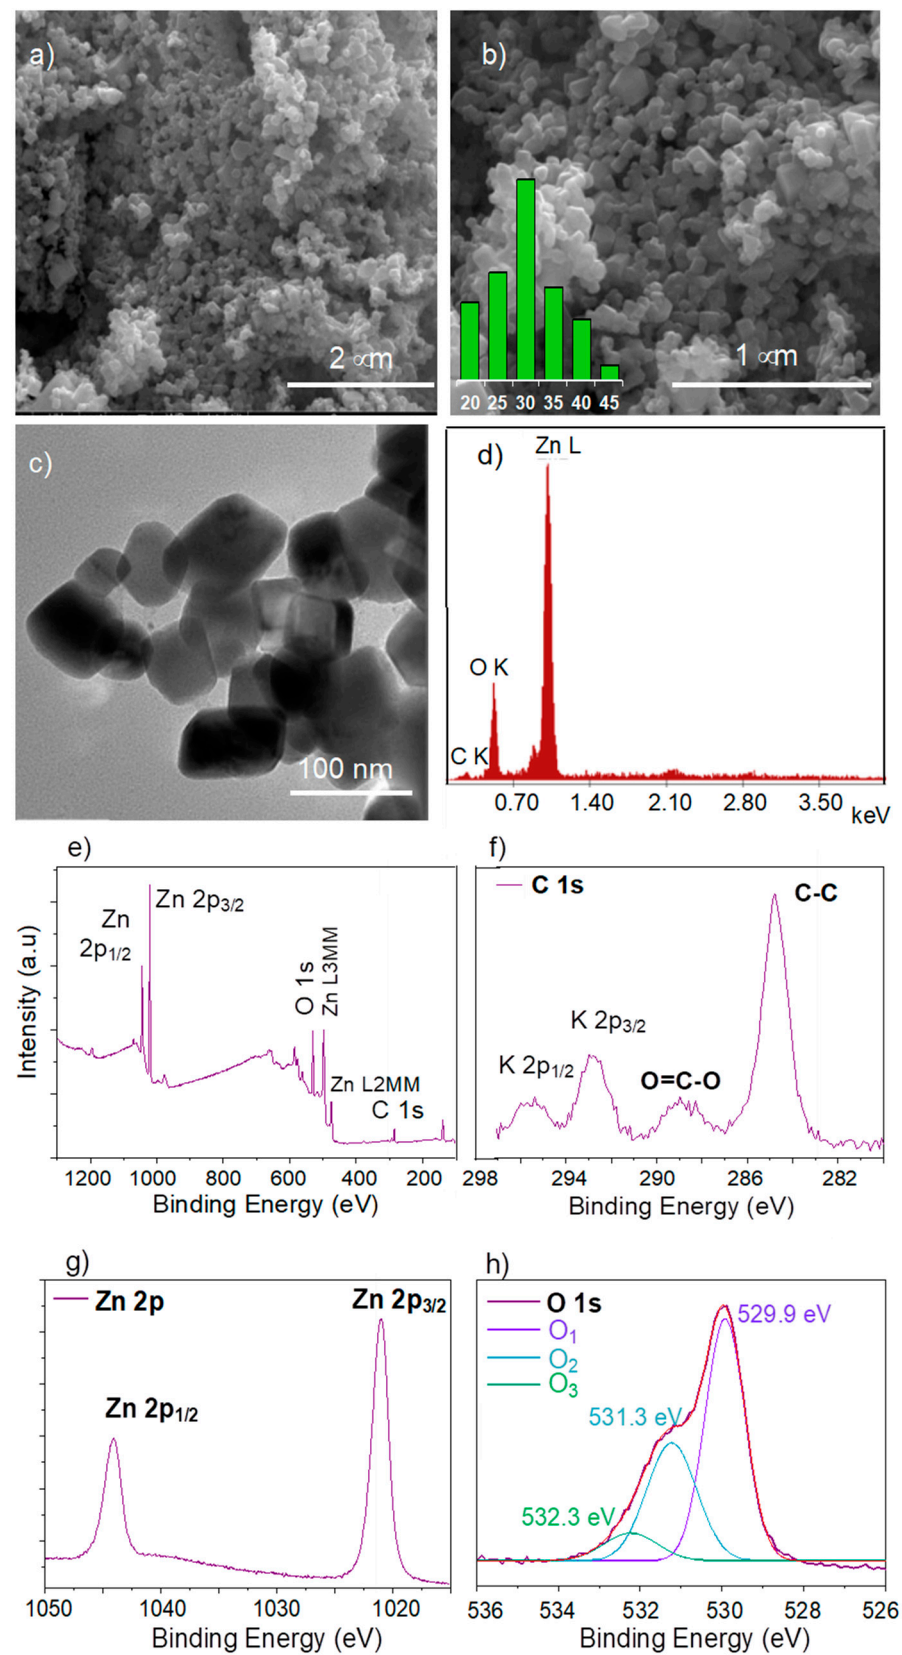 a)
2 ∝m
b)
1 ∝m
20 25 30 35 40 45
c)
100 nm
d)
Zn L
O K
C K
0.70 1.40 2.10 2.80 3.50
keV
e)
Zn 2p3/2
Zn
2p1/2
O 1s
Zn L3MM
Zn L2MM
C 1s
Intensity (a.u)
1200 1000 800 600 400 200
Binding Energy (eV)
f)
C 1s
C-C
K 2p3/2
K 2p1/2
O=C-O
298 294 290 286 282
Binding Energy (eV)
g)
Zn 2p
Zn 2p3/2
Zn 2p1/2
1050 1040 1030 1020
Binding Energy (eV)
h)
O 1s
O1
O2
O3
529.9 eV
531.3 eV
532.3 eV
536 534 532 530 528 526
Binding Energy (eV)